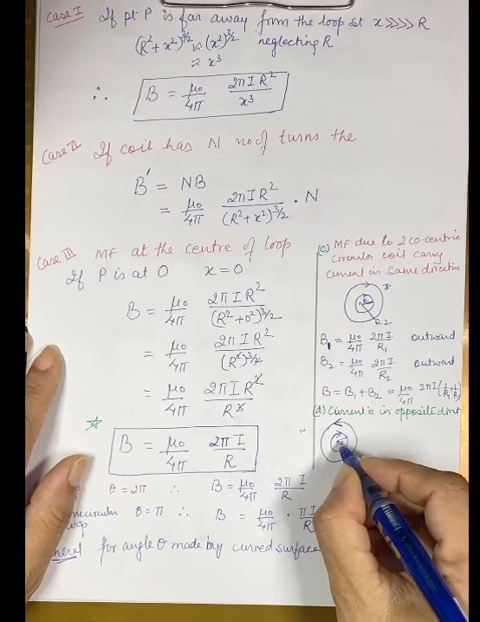 Case I If pt P is far away from the loop st x >>>> R
(R² + x²)^3/2 ≈ (x²)^3/2 neglecting R
≈ x³
∴ B = μ₀/4π 2πIR²/x³
Case II If coil has N no of turns the
B' = NB
= μ₀/4π 2πIR²/(R²+x²)^3/2 . N
Case III MF at the centre of loop
If P is at O x = 0
B = μ₀/4π 2πIR²/(R²+0²)^3/2
= μ₀/4π 2πIR²/(R²)^3/2
= μ₀/4π 2πIR²/R³
B = μ₀/4π 2πI/R
θ = 2π ∴ B = μ₀/4π 2πI/R
θ = π ∴ B = μ₀/4π . πI/R
for angle θ made by curved surface
(c) MF due to 2 co-centric
circular coil carry
current in same direction
I
R2
B₁ = μ₀/4π 2πI/R₁ outward
B₂ = μ₀/4π 2πI/R₂ outward
B = B₁ + B₂ = μ₀/4π 2πI(1/R₁ + 1/R
(d) Current is in opposite direct